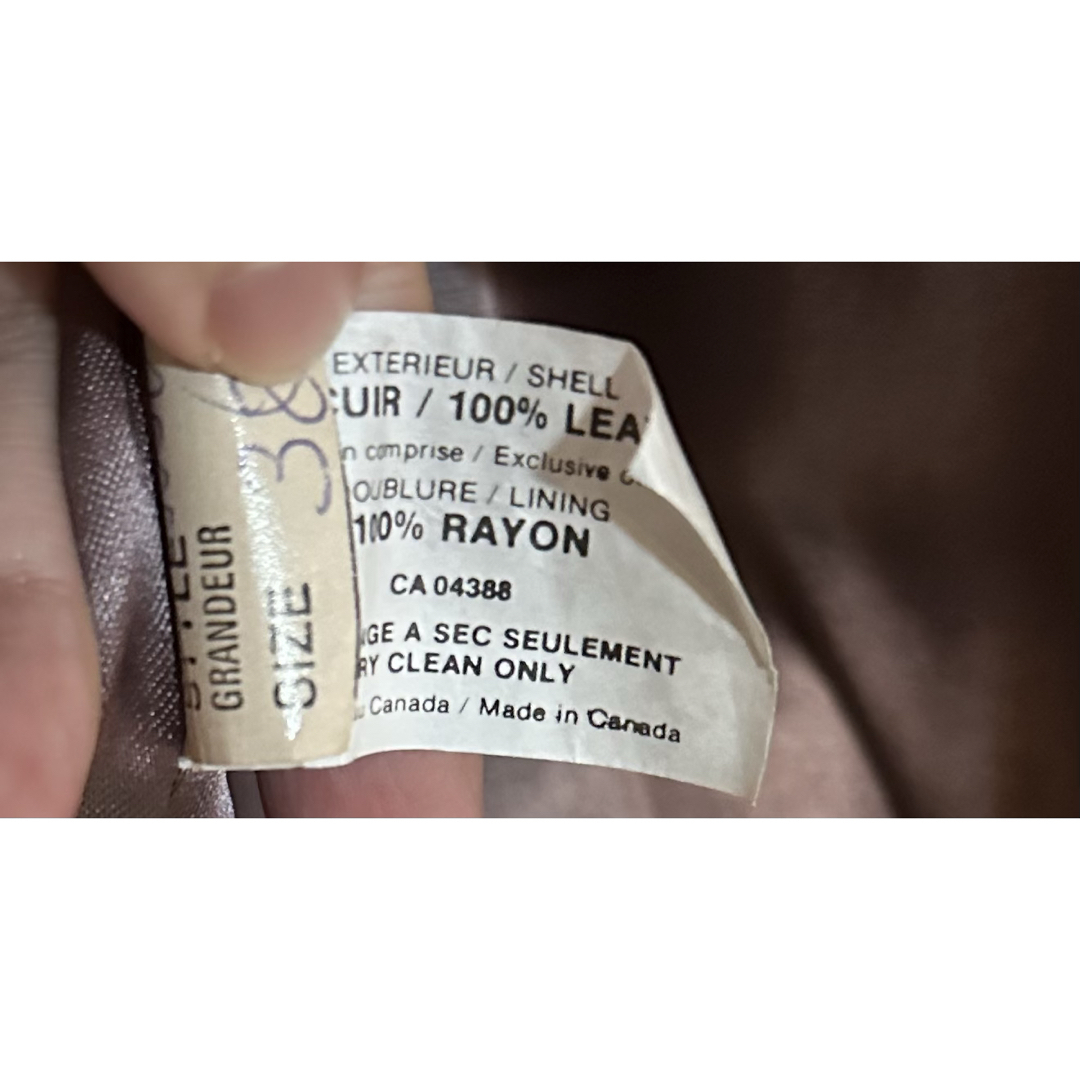 EXTERIEUR / SHELL
CUIR / 100% LEA
n comprise / Exclusive
OUBLURE / LINING
100% RAYON
CA 04388
GE A SEC SEULEMENT
RY CLEAN ONLY
Canada / Made in Canada
GRANDEUR
SIZE 38